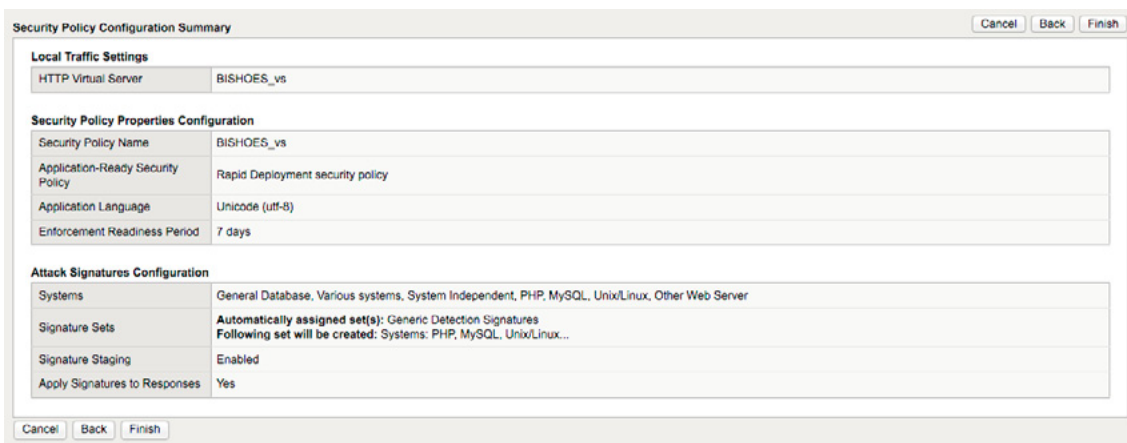 Security Policy Configuration Summary
Cancel Back Finish
Local Traffic Settings
HTTP Virtual Server BISHOES_vs
Security Policy Properties Configuration
Security Policy Name BISHOES_vs
Application-Ready Security
Policy
Rapid Deployment security policy
Application Language Unicode (utf-8)
Enforcement Readiness Period 7 days
Attack Signatures Configuration
Systems General Database, Various systems, System Independent, PHP, MySQL, Unix/Linux, Other Web Server
Signature Sets
Automatically assigned set(s): Generic Detection Signatures
Following set will be created: Systems: PHP, MySQL, Unix/Linux...
Signature Staging Enabled
Apply Signatures to Responses Yes
Cancel Back Finish